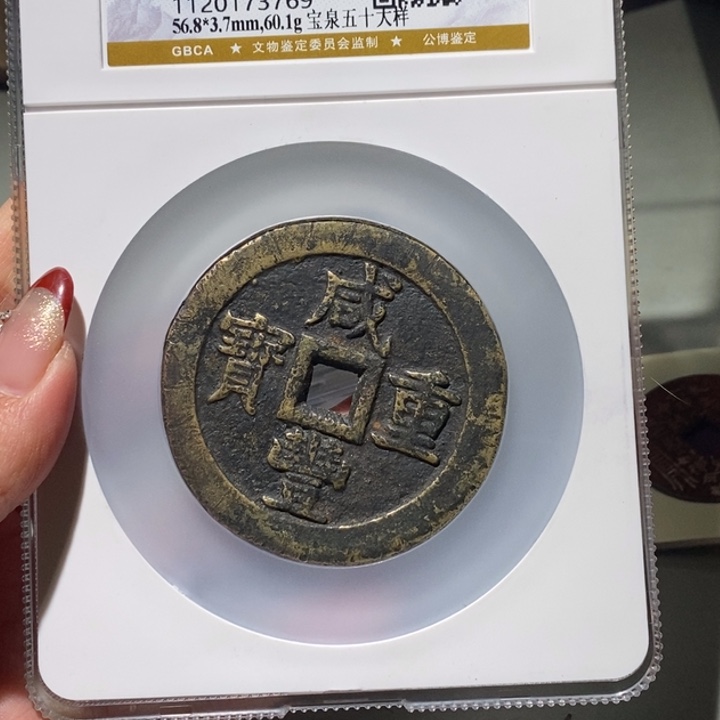 1120173769
56.8*3.7mm,60.1g 宝泉五十大样
GBCA ★ 文物鉴定委员会监制 ★ 公博鉴定
咸
豐
重
寶